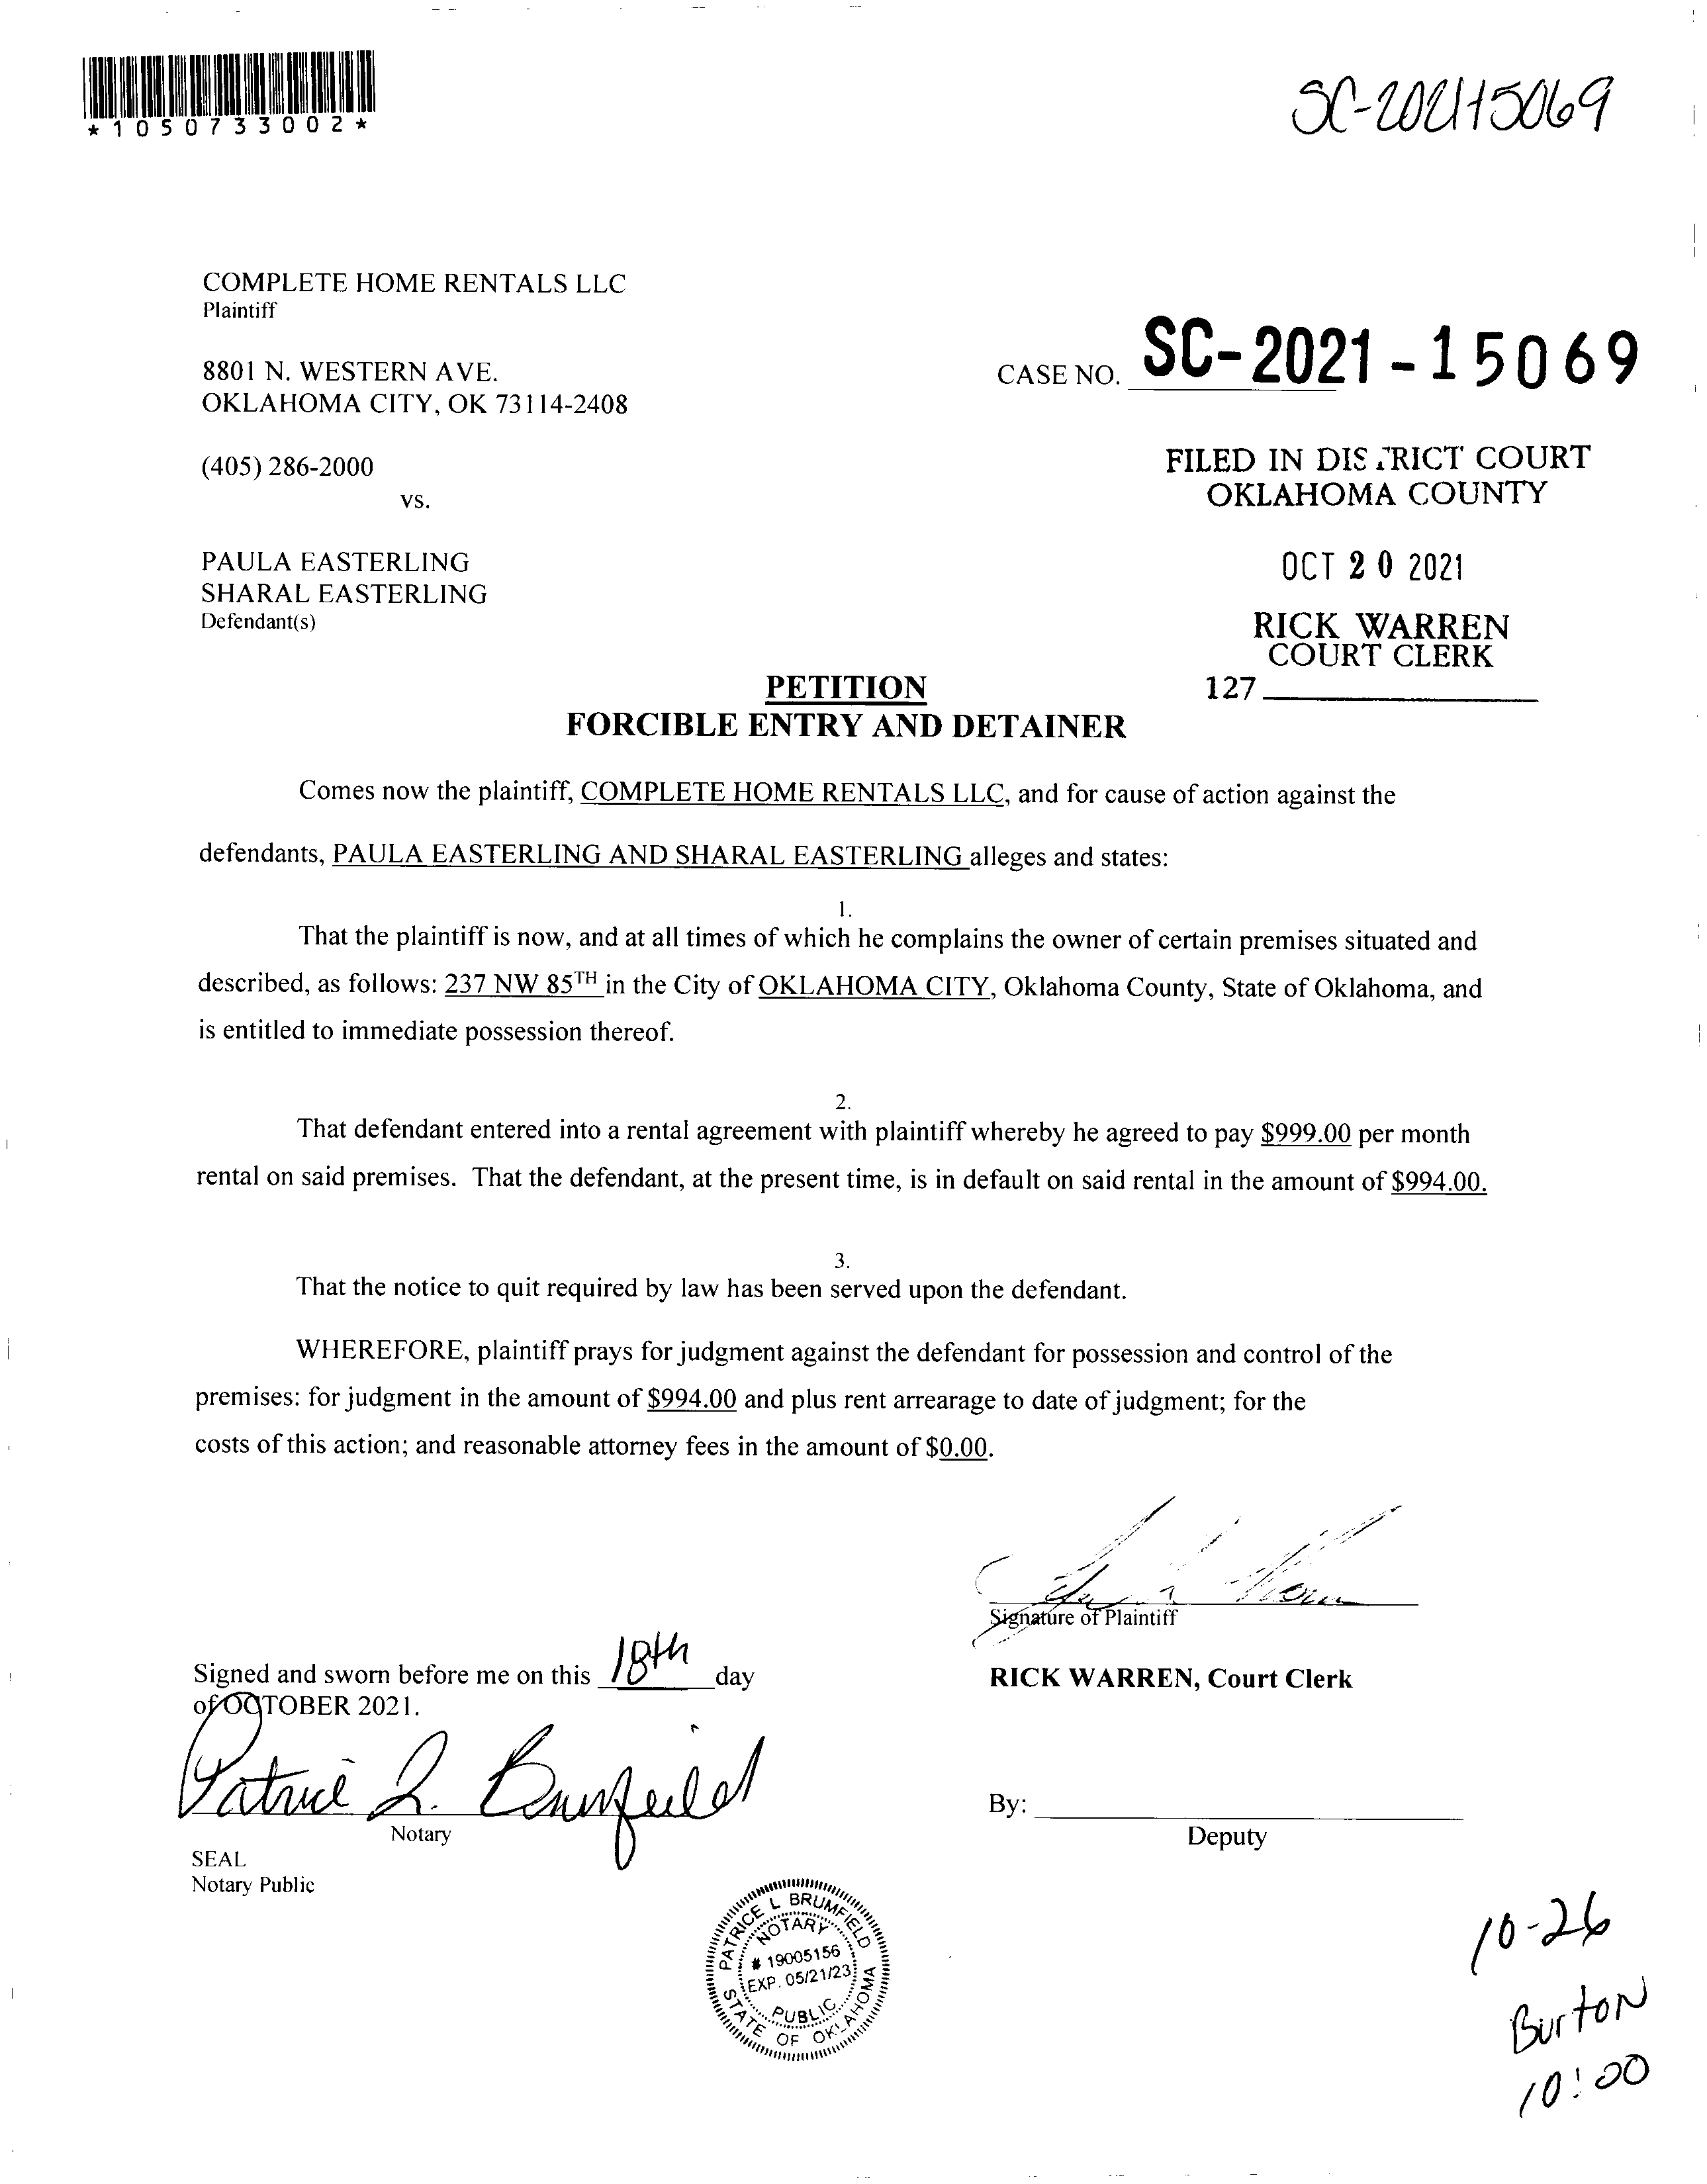 *1050733002*
SC-2021-15069
COMPLETE HOME RENTALS LLC
Plaintiff
8801 N. WESTERN AVE.
OKLAHOMA CITY, OK 73114-2408
(405) 286-2000
vs.
CASE NO. SC-2021-15069
FILED IN DISTRICT COURT
OKLAHOMA COUNTY
OCT 20 2021
RICK WARREN
COURT CLERK
127
PAULA EASTERLING
SHARAL EASTERLING
Defendant(s)
PETITION
FORCIBLE ENTRY AND DETAINER
Comes now the plaintiff, COMPLETE HOME RENTALS LLC, and for cause of action against the
defendants, PAULA EASTERLING AND SHARAL EASTERLING alleges and states:
1.
That the plaintiff is now, and at all times of which he complains the owner of certain premises situated and
described, as follows: 237 NW 85TH in the City of OKLAHOMA CITY, Oklahoma County, State of Oklahoma, and
is entitled to immediate possession thereof.
2.
That defendant entered into a rental agreement with plaintiff whereby he agreed to pay $999.00 per month
rental on said premises. That the defendant, at the present time, is in default on said rental in the amount of $994.00.
3.
That the notice to quit required by law has been served upon the defendant.
WHEREFORE, plaintiff prays for judgment against the defendant for possession and control of the
premises: for judgment in the amount of $994.00 and plus rent arrearage to date of judgment; for the
costs of this action; and reasonable attorney fees in the amount of $0.00.
Signature of Plaintiff
Signed and sworn before me on this 18th day
of OCTOBER 2021.
RICK WARREN, Court Clerk
Patrice L. Brumfield
Notary
SEAL
Notary Public
By:
Deputy
PATRICE L BRUMFIELD
NOTARY
# 19005156
EXP. 05/21/23
PUBLIC
STATE OF OKLAHOMA
10-26
Burton
10:00